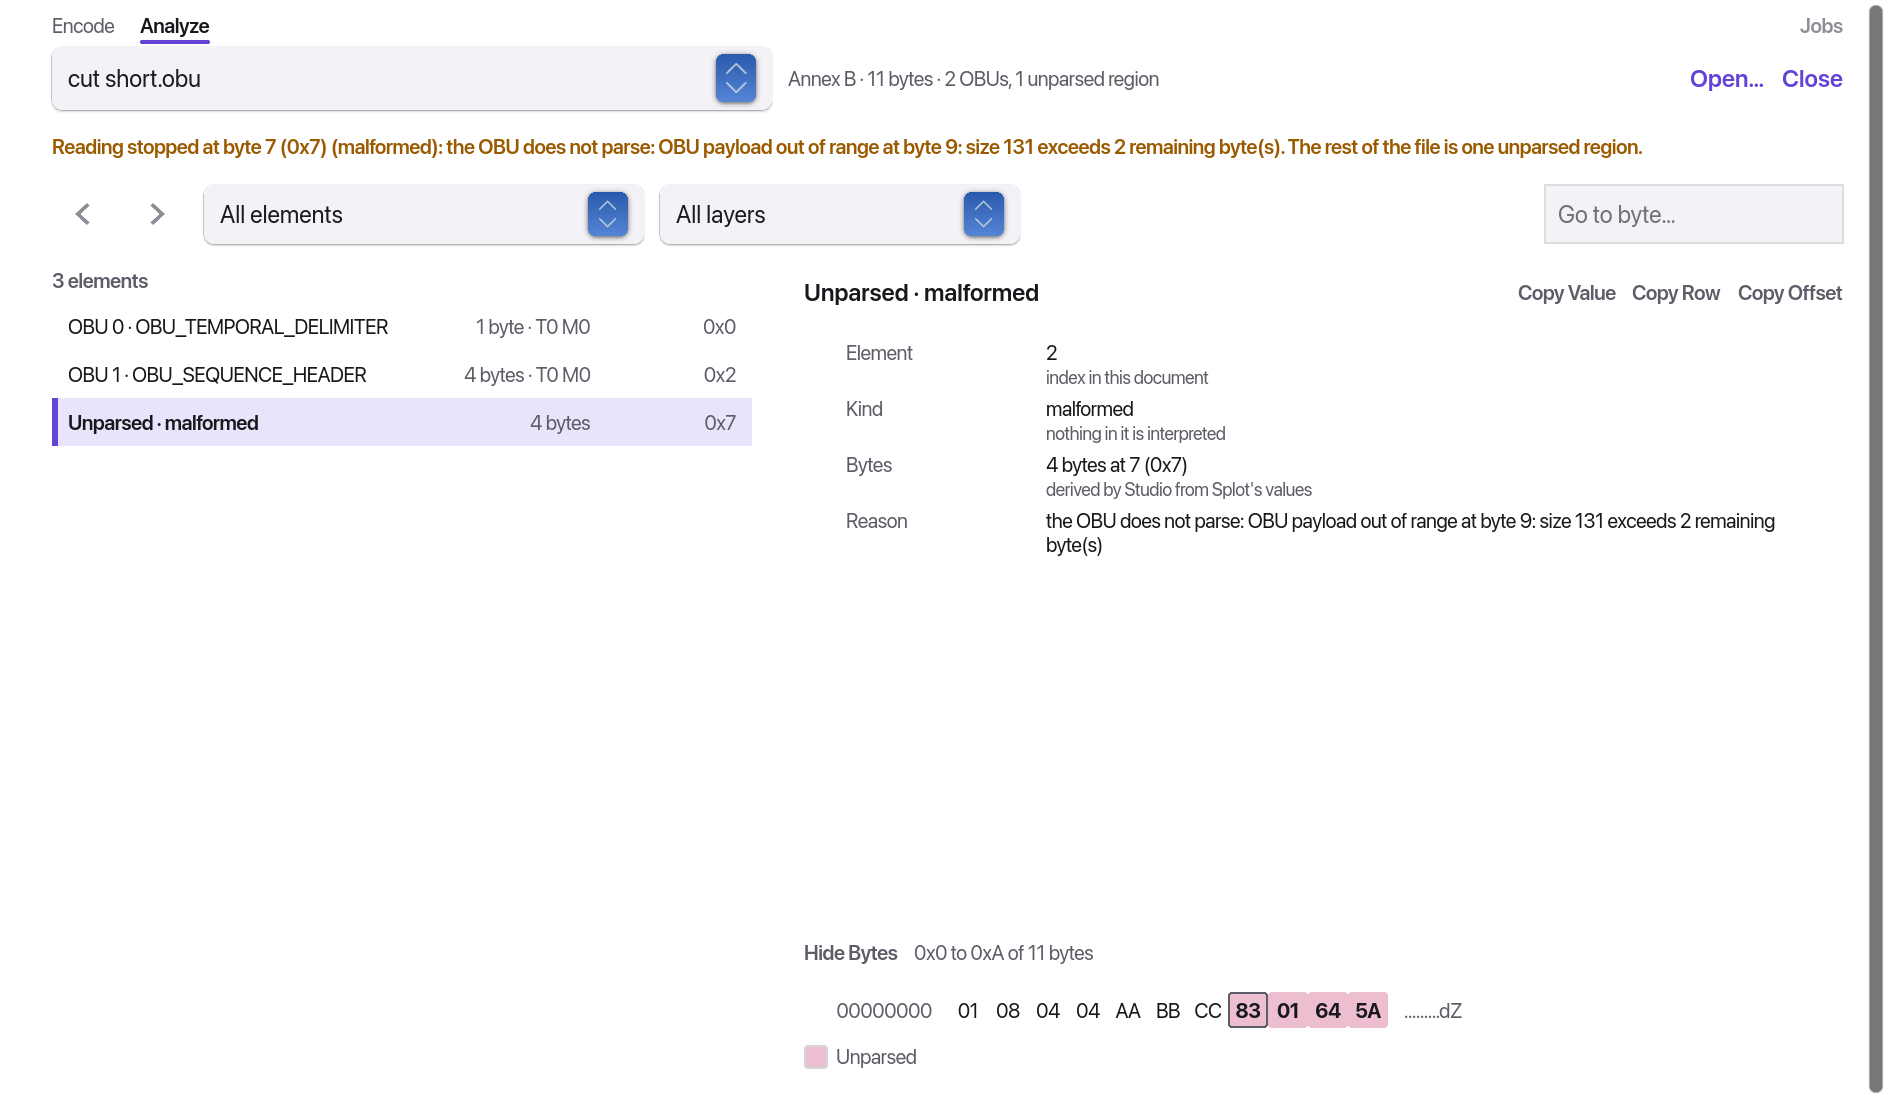 Encode Analyze Jobs
cut short.obu Annex B · 11 bytes · 2 OBUs, 1 unparsed region Open... Close
Reading stopped at byte 7 (0x7) (malformed): the OBU does not parse: OBU payload out of range at byte 9: size 131 exceeds 2 remaining byte(s). The rest of the file is one unparsed region.
All elements All layers Go to byte...
3 elements
OBU 0 · OBU_TEMPORAL_DELIMITER 1 byte · T0 M0 0x0
OBU 1 · OBU_SEQUENCE_HEADER 4 bytes · T0 M0 0x2
Unparsed · malformed 4 bytes 0x7
Unparsed · malformed Copy Value Copy Row Copy Offset
Element 2
index in this document
Kind malformed
nothing in it is interpreted
Bytes 4 bytes at 7 (0x7)
derived by Studio from Splot's values
Reason the OBU does not parse: OBU payload out of range at byte 9: size 131 exceeds 2 remaining
byte(s)
Hide Bytes 0x0 to 0xA of 11 bytes
00000000 01 08 04 04 AA BB CC 83 01 64 5A .........dZ
Unparsed